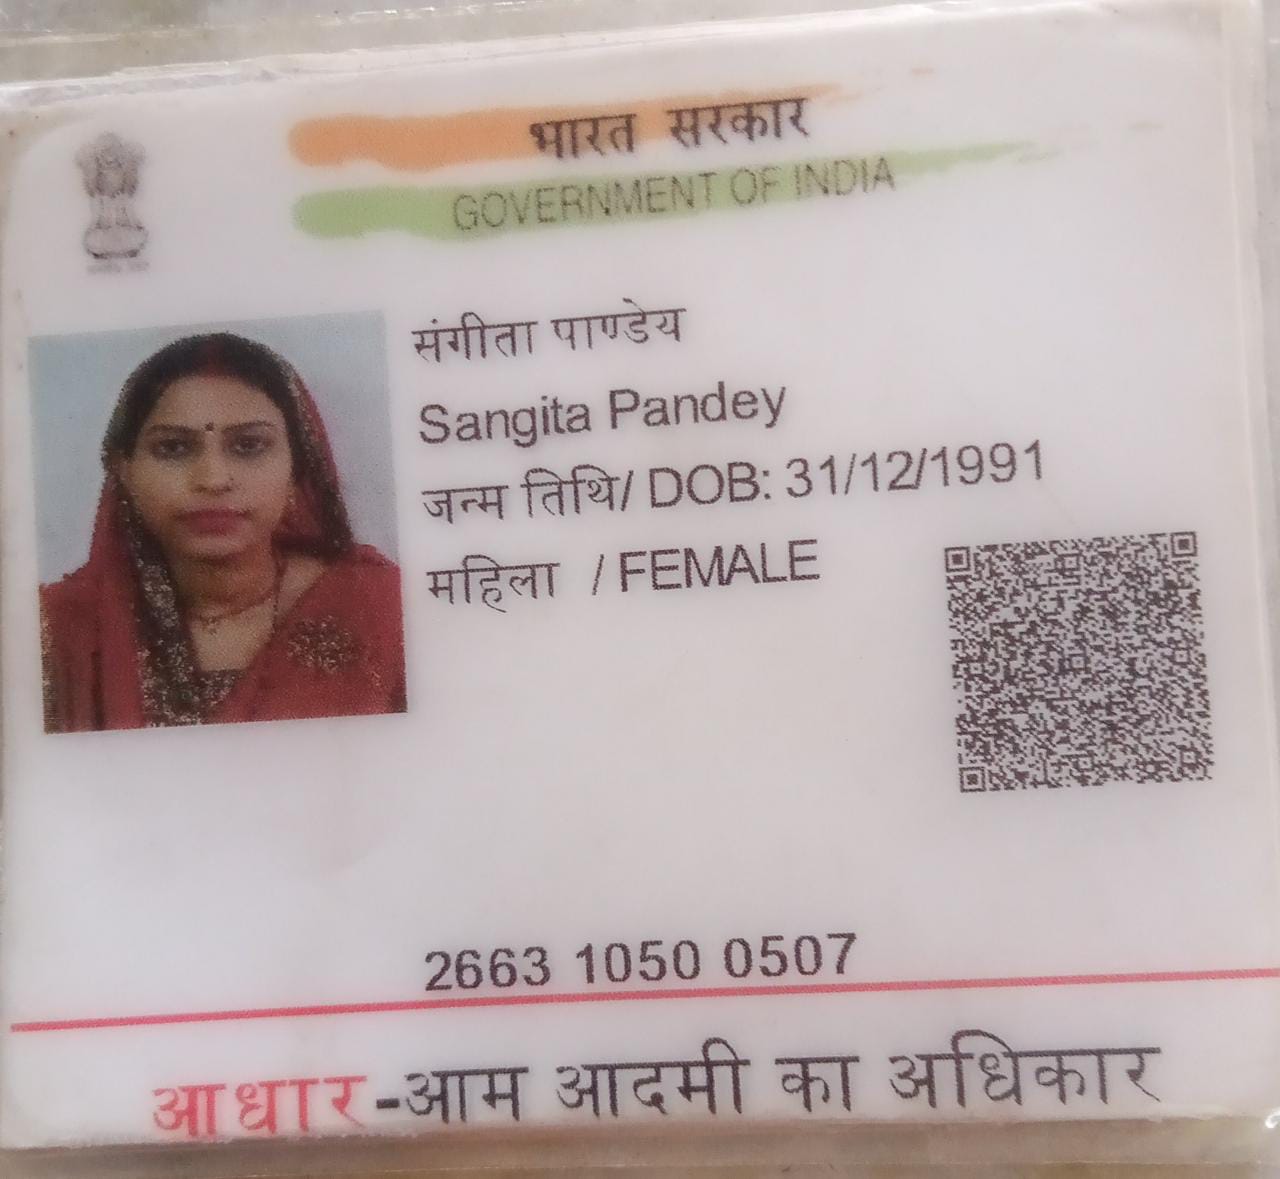 भारत सरकार
GOVERNMENT OF INDIA
संगीता पाण्डेय
Sangita Pandey
जन्म तिथि/ DOB: 31/12/1991
महिला / FEMALE
2663 1050 0507
आधार-आम आदमी का अधिकार